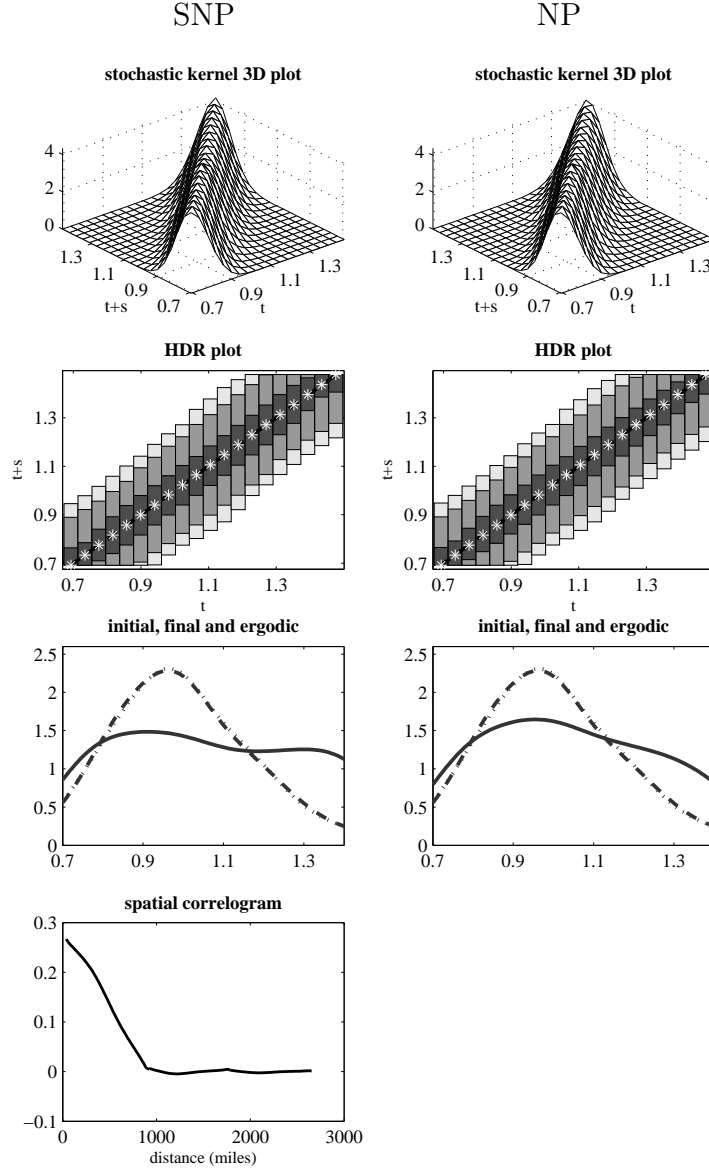 SNP NP
stochastic kernel 3D plot stochastic kernel 3D plot
4 4
2 2
0 0
1.3 1.3 1.3 1.3
1.1 1.1 1.1 1.1
0.9 0.9 0.9 0.9
t+s 0.7 0.7 t t+s 0.7 0.7 t
HDR plot HDR plot
1.3 1.3
t+s 1.1 t+s 1.1
0.9 0.9
0.7 0.7
0.7 0.9 1.1 1.3 0.7 0.9 1.1 1.3
t t
initial, final and ergodic initial, final and ergodic
2.5 2.5
2 2
1.5 1.5
1 1
0.5 0.5
0 0
0.7 0.9 1.1 1.3 0.7 0.9 1.1 1.3
spatial correlogram
0.3
0.2
0.1
0
−0.1
0 1000 2000 3000
distance (miles)